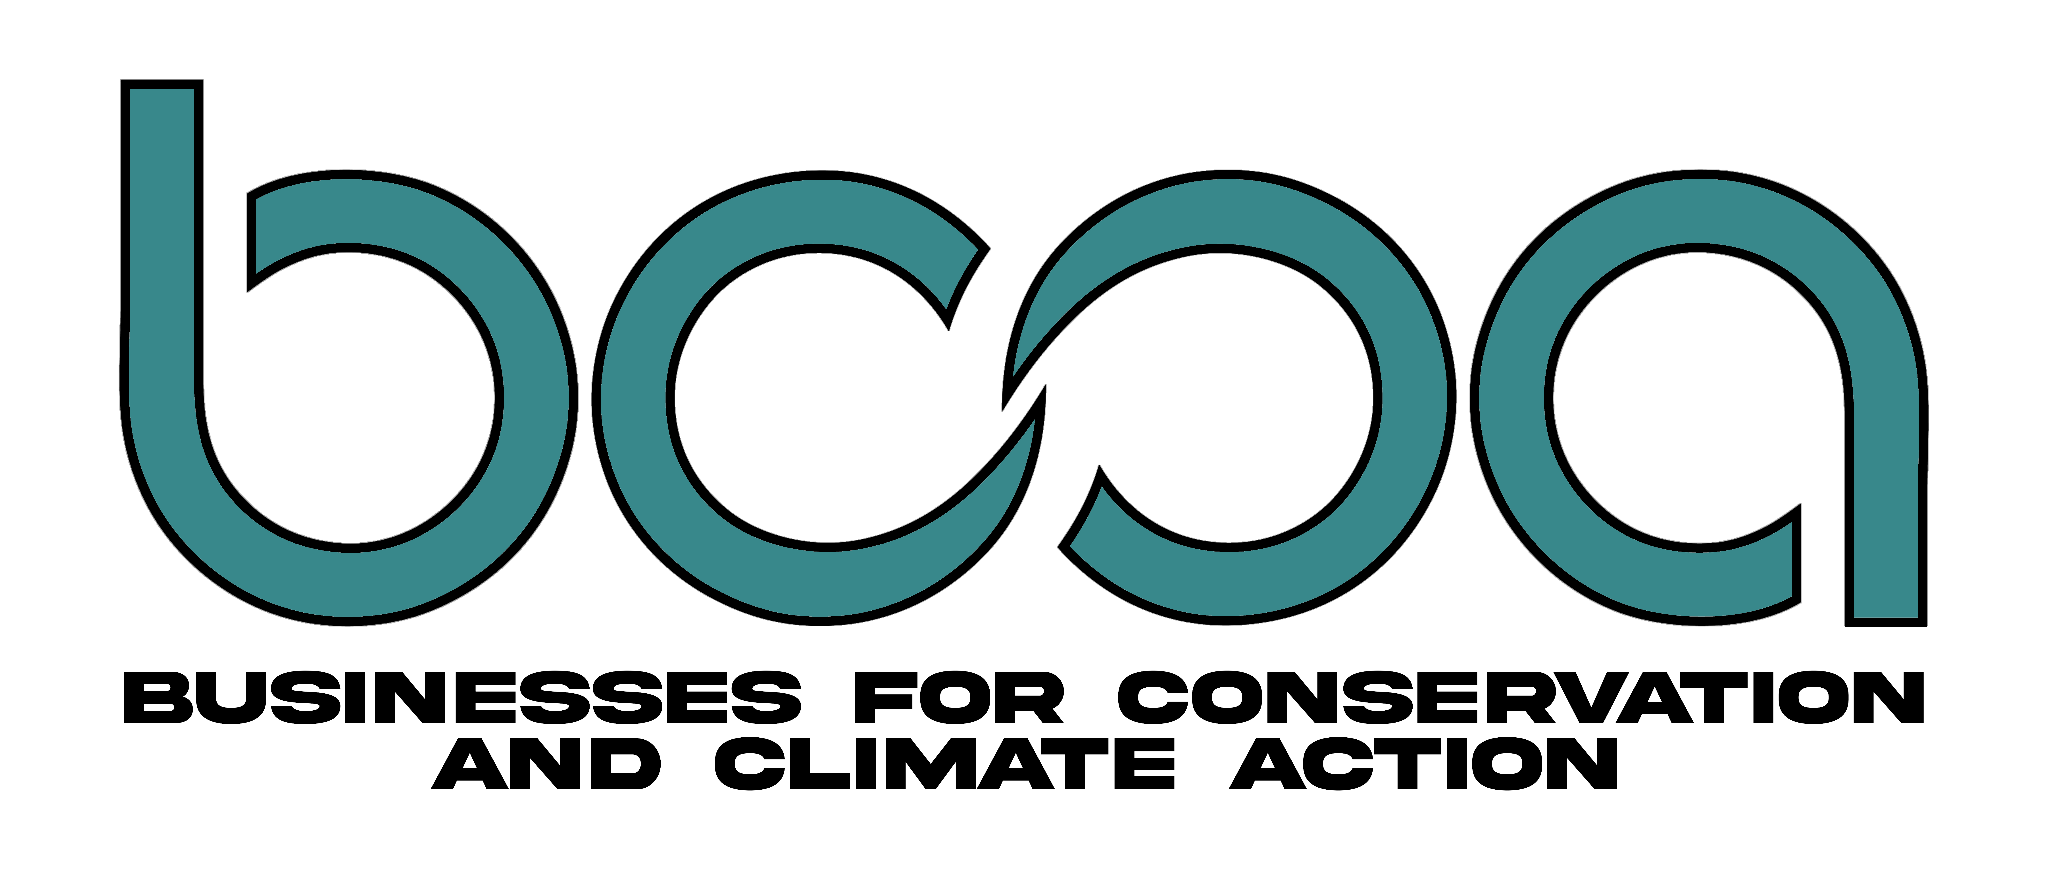 bcca
BUSINESSES FOR CONSERVATION
AND CLIMATE ACTION